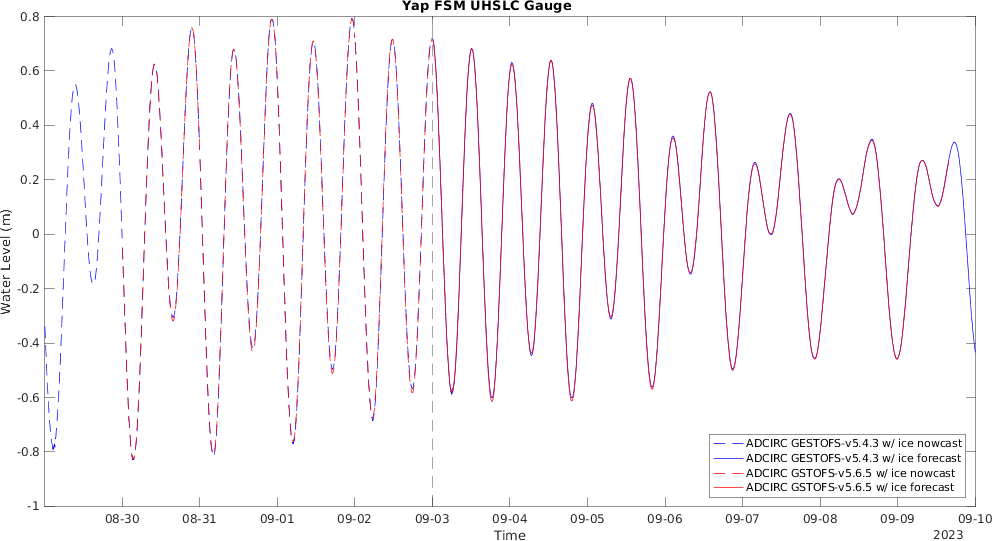 Yap FSM UHSLC Gauge
Water Level (m)
0.8
0.6
0.4
0.2
0
-0.2
-0.4
-0.6
-0.8
-1
ADCIRC GESTOFS-v5.4.3 w/ ice nowcast
ADCIRC GESTOFS-v5.4.3 w/ ice forecast
ADCIRC GSTOFS-v5.6.5 w/ ice nowcast
ADCIRC GSTOFS-v5.6.5 w/ ice forecast
08-30 08-31 09-01 09-02 09-03 09-04 09-05 09-06 09-07 09-08 09-09 09-10
Time
2023